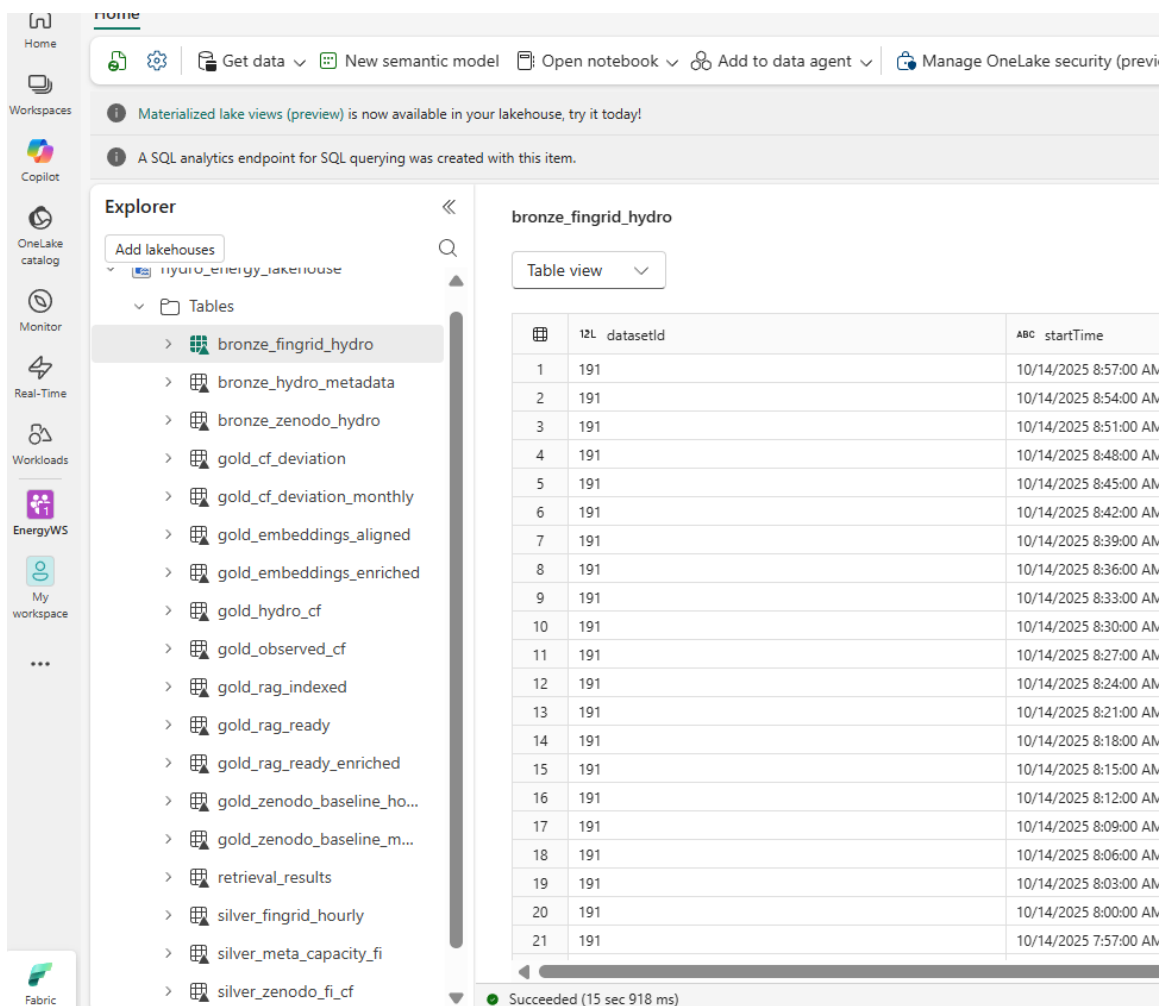 Home
Home
Workspaces
Copilot
OneLake
catalog
Monitor
Real-Time
Workloads
EnergyWS
My
workspace
Fabric
Get data New semantic model Open notebook Add to data agent Manage OneLake security (previe
Materialized lake views (preview) is now available in your lakehouse, try it today!
A SQL analytics endpoint for SQL querying was created with this item.
Explorer
Add lakehouses
hydro_energy_lakehouse
Tables
bronze_fingrid_hydro
bronze_hydro_metadata
bronze_zenodo_hydro
gold_cf_deviation
gold_cf_deviation_monthly
gold_embeddings_aligned
gold_embeddings_enriched
gold_hydro_cf
gold_observed_cf
gold_rag_indexed
gold_rag_ready
gold_rag_ready_enriched
gold_zenodo_baseline_ho...
gold_zenodo_baseline_m...
retrieval_results
silver_fingrid_hourly
silver_meta_capacity_fi
silver_zenodo_fi_cf
bronze_fingrid_hydro
Table view
12L datasetId ABC startTime
1 191 10/14/2025 8:57:00 AM
2 191 10/14/2025 8:54:00 AM
3 191 10/14/2025 8:51:00 AM
4 191 10/14/2025 8:48:00 AM
5 191 10/14/2025 8:45:00 AM
6 191 10/14/2025 8:42:00 AM
7 191 10/14/2025 8:39:00 AM
8 191 10/14/2025 8:36:00 AM
9 191 10/14/2025 8:33:00 AM
10 191 10/14/2025 8:30:00 AM
11 191 10/14/2025 8:27:00 AM
12 191 10/14/2025 8:24:00 AM
13 191 10/14/2025 8:21:00 AM
14 191 10/14/2025 8:18:00 AM
15 191 10/14/2025 8:15:00 AM
16 191 10/14/2025 8:12:00 AM
17 191 10/14/2025 8:09:00 AM
18 191 10/14/2025 8:06:00 AM
19 191 10/14/2025 8:03:00 AM
20 191 10/14/2025 8:00:00 AM
21 191 10/14/2025 7:57:00 AM
Succeeded (15 sec 918 ms)